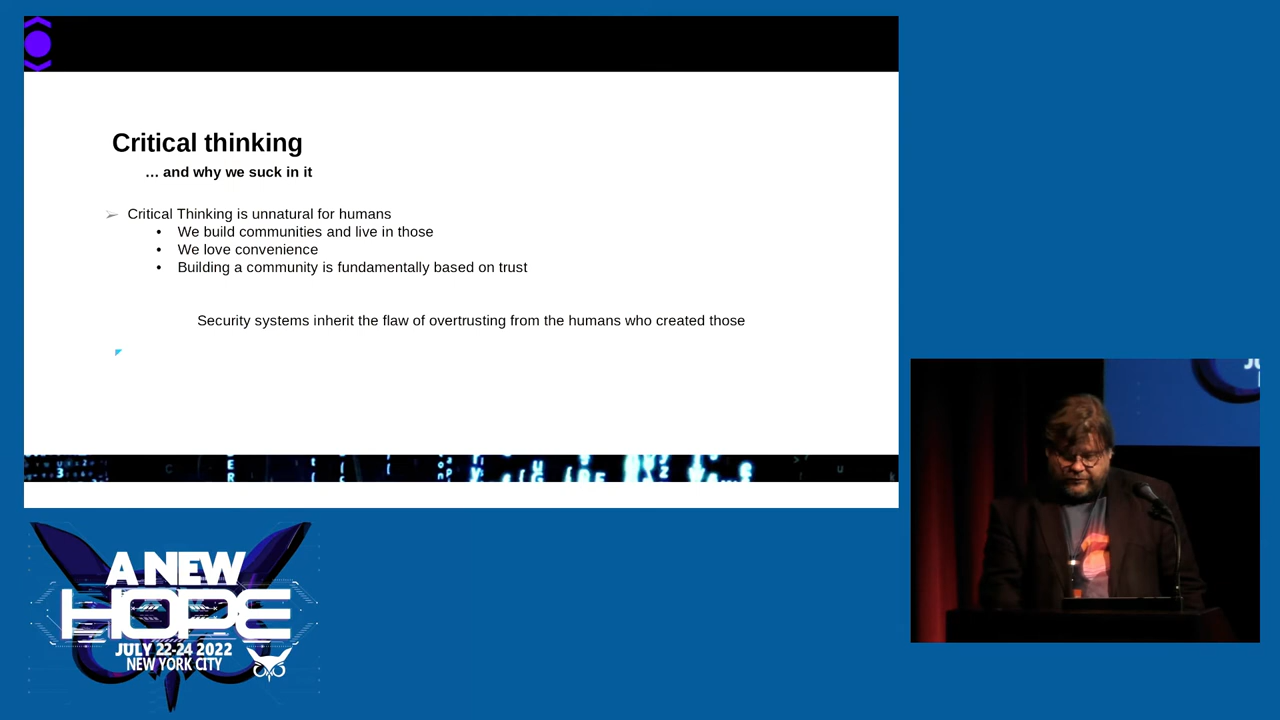 Critical thinking
… and why we suck in it
➢ Critical Thinking is unnatural for humans
• We build communities and live in those
• We love convenience
• Building a community is fundamentally based on trust
Security systems inherit the flaw of overtrusting from the humans who created those
A NEW
HOPE
JULY 22-24 2022
NEW YORK CITY